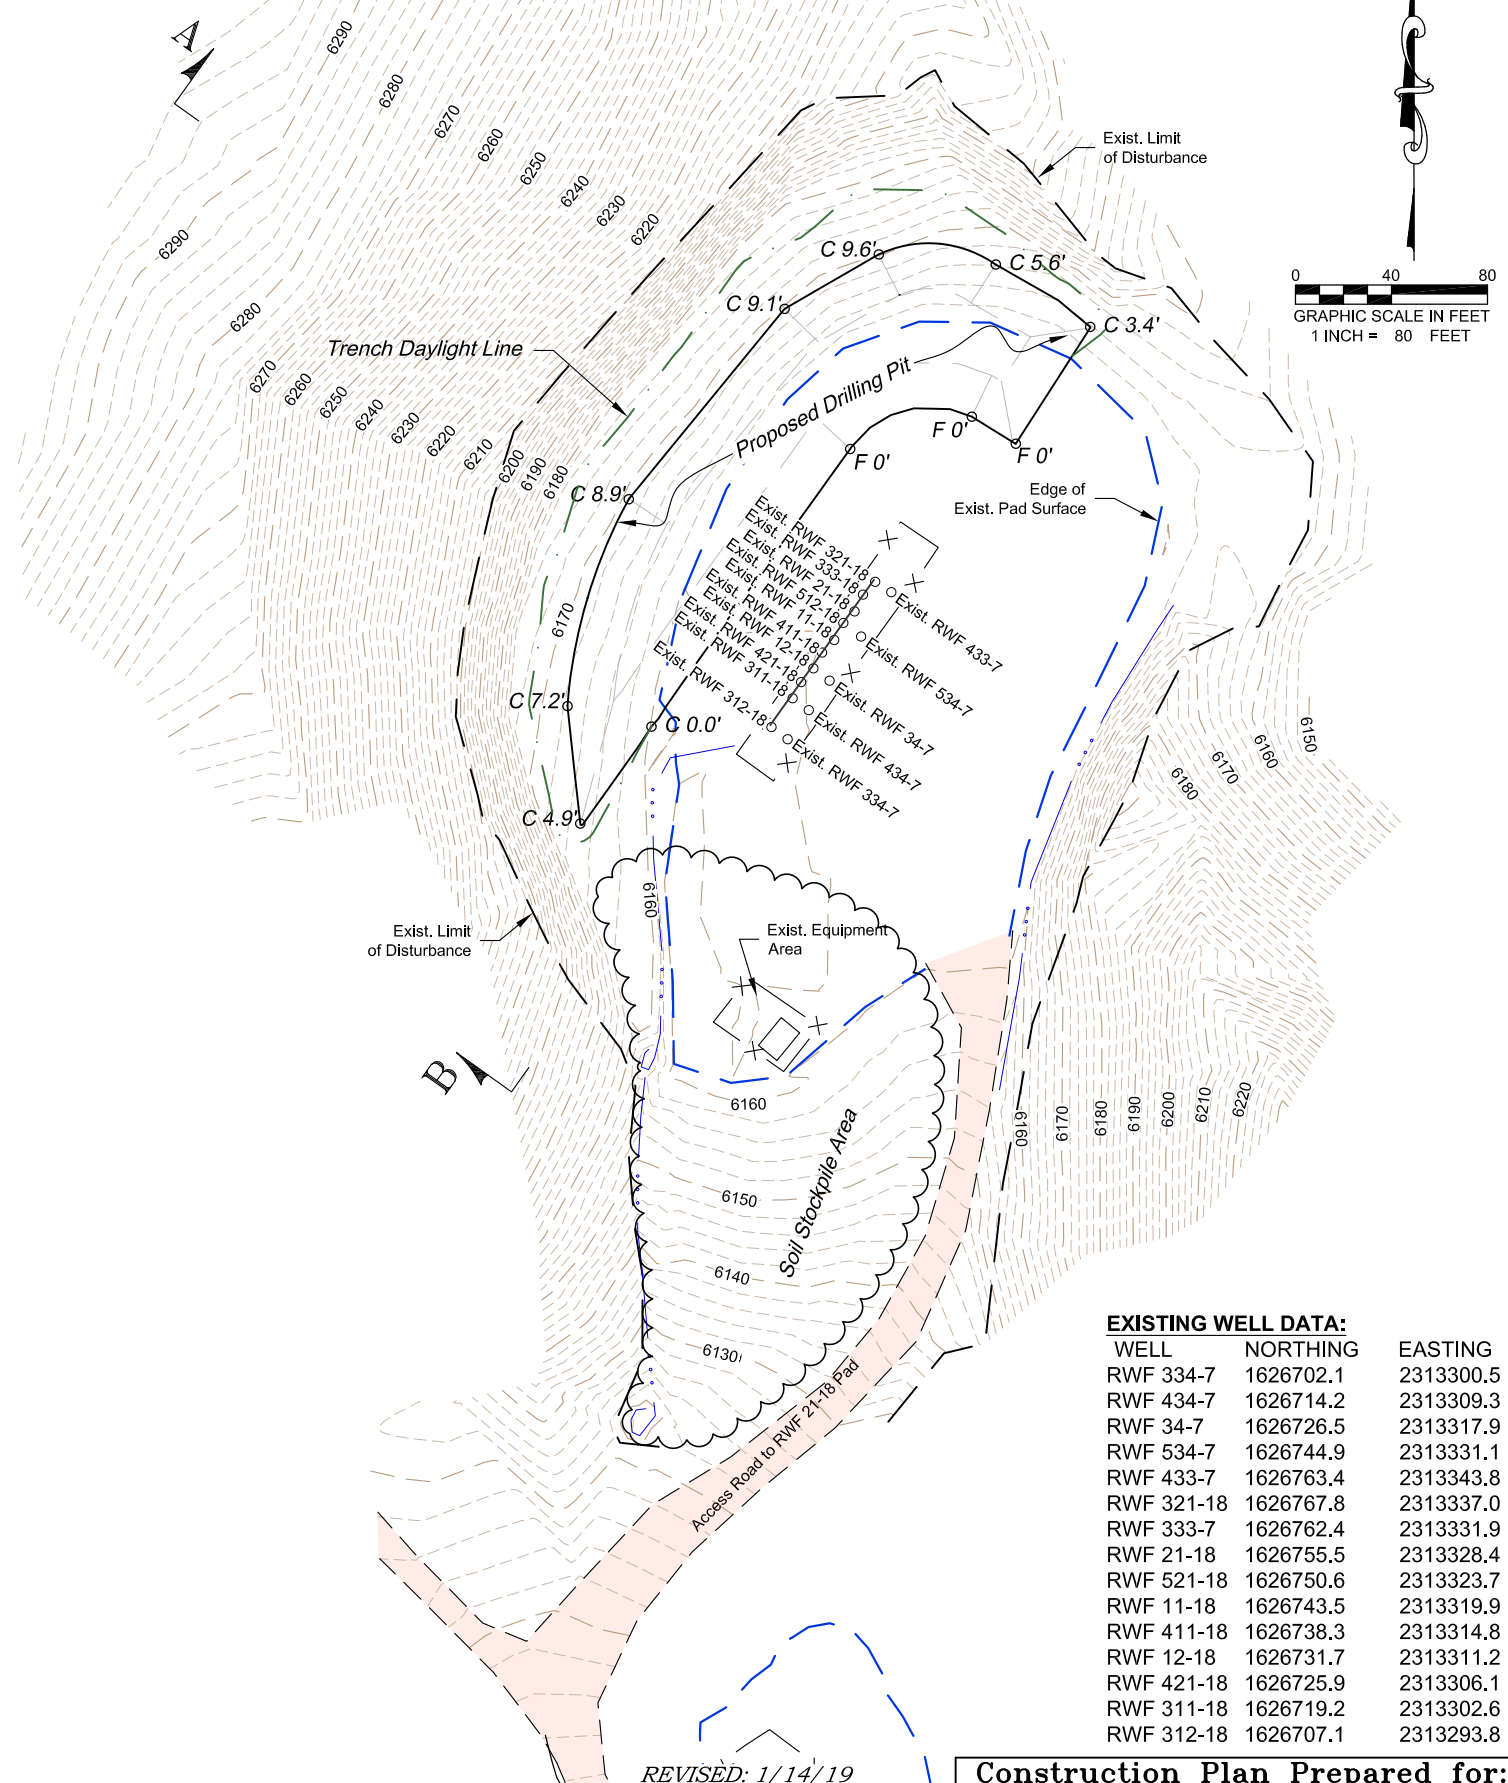 A
6290
6280
6270
6260
6250
6240
6230
6220
6290
6280
6270
6260
6250
6240
6230
6220
6210
6200
6190
6180
Exist. Limit
of Disturbance
0 40 80
GRAPHIC SCALE IN FEET
1 INCH = 80 FEET
C 9.6'
C 5.6'
C 9.1'
C 3.4'
Trench Daylight Line
Proposed Drilling Pit
F 0'
F 0'
F 0'
C 8.9'
Edge of
Exist. Pad Surface
Exist. RWF 321-18
Exist. RWF 333-18
Exist. RWF 21-18
Exist. RWF 512-18
Exist. RWF 11-18
Exist. RWF 411-18
Exist. RWF 12-18
Exist. RWF 421-18
Exist. RWF 311-18
Exist. RWF 312-18
Exist. RWF 433-7
Exist. RWF 534-7
Exist. RWF 34-7
Exist. RWF 434-7
Exist. RWF 334-7
6170
C 7.2'
C 0.0'
C 4.9'
6150
6160
6170
6180
6160
Exist. Limit
of Disturbance
Exist. Equipment
Area
B
6160
6150
6140
6130
Soil Stockpile Area
6160
6170
6180
6190
6200
6210
6220
Access Road to RWF 21-18 Pad
EXISTING WELL DATA:
WELL NORTHING EASTING
RWF 334-7 1626702.1 2313300.5
RWF 434-7 1626714.2 2313309.3
RWF 34-7 1626726.5 2313317.9
RWF 534-7 1626744.9 2313331.1
RWF 433-7 1626763.4 2313343.8
RWF 321-18 1626767.8 2313337.0
RWF 333-7 1626762.4 2313331.9
RWF 21-18 1626755.5 2313328.4
RWF 521-18 1626750.6 2313323.7
RWF 11-18 1626743.5 2313319.9
RWF 411-18 1626738.3 2313314.8
RWF 12-18 1626731.7 2313311.2
RWF 421-18 1626725.9 2313306.1
RWF 311-18 1626719.2 2313302.6
RWF 312-18 1626707.1 2313293.8
REVISED: 1/14/19
Construction Plan Prepared for: